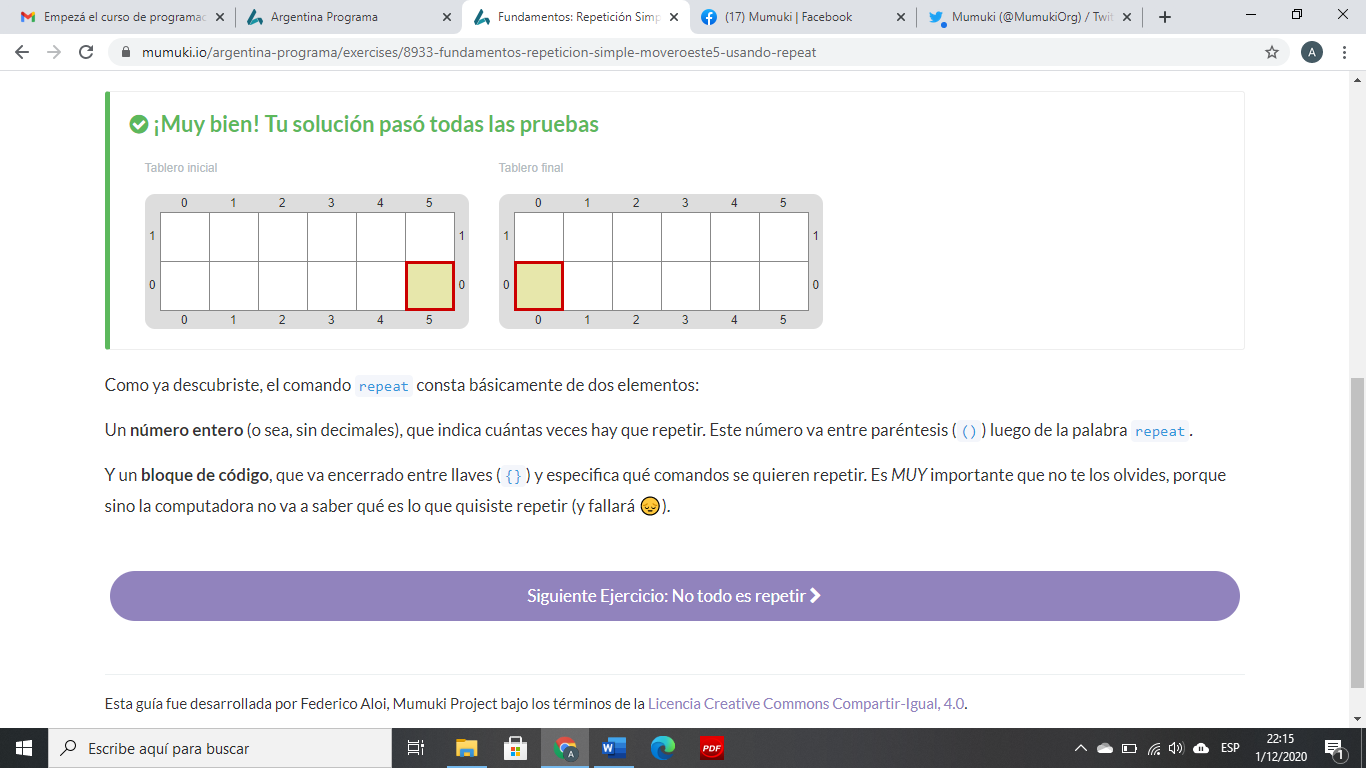 Empezá el curso de programac
Argentina Programa
Fundamentos: Repetición Simp
(17) Mumuki | Facebook
Mumuki (@MumukiOrg) / Twit
mumuki.io/argentina-programa/exercises/8933-fundamentos-repeticion-simple-moveroeste5-usando-repeat
A
¡Muy bien! Tu solución pasó todas las pruebas
Tablero inicial
Tablero final
0 1 2 3 4 5
1 1
0 0
0 1 2 3 4 5
0 1 2 3 4 5
1 1
0 0
0 1 2 3 4 5
Como ya descubriste, el comando repeat consta básicamente de dos elementos:
Un número entero (o sea, sin decimales), que indica cuántas veces hay que repetir. Este número va entre paréntesis ( () ) luego de la palabra repeat .
Y un bloque de código, que va encerrado entre llaves ( {} ) y especifica qué comandos se quieren repetir. Es MUY importante que no te los olvides, porque
sino la computadora no va a saber qué es lo que quisiste repetir (y fallará 😔).
Siguiente Ejercicio: No todo es repetir
Esta guía fue desarrollada por Federico Aloi, Mumuki Project bajo los términos de la Licencia Creative Commons Compartir-Igual, 4.0.
Escribe aquí para buscar
A
W
PDF
ESP
22:15
1/12/2020
1